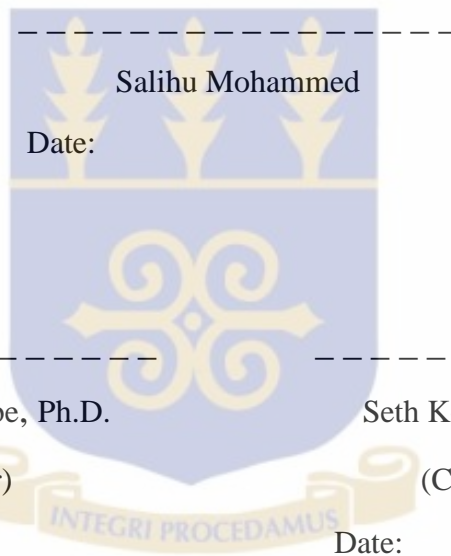 Salihu Mohammed
Date:
be, Ph.D. Seth K
r) (C
INTEGRI PROCEDAMUS
Date: